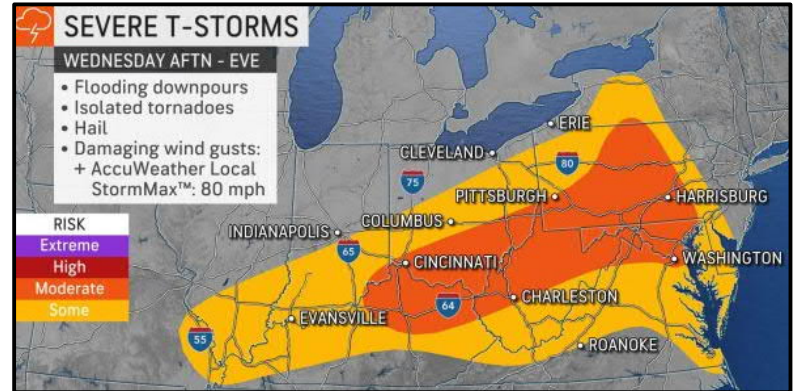 SEVERE T-STORMS
WEDNESDAY AFTN - EVE
• Flooding downpours
• Isolated tornadoes
• Hail
• Damaging wind gusts:
+ AccuWeather Local
StormMax™: 80 mph
RISK
Extreme
High
Moderate
Some
ERIE
CLEVELAND
80
75
PITTSBURGH
HARRISBURG
COLUMBUS
INDIANAPOLIS
65
CINCINNATI
WASHINGTON
64
CHARLESTON
EVANSVILLE
55
ROANOKE